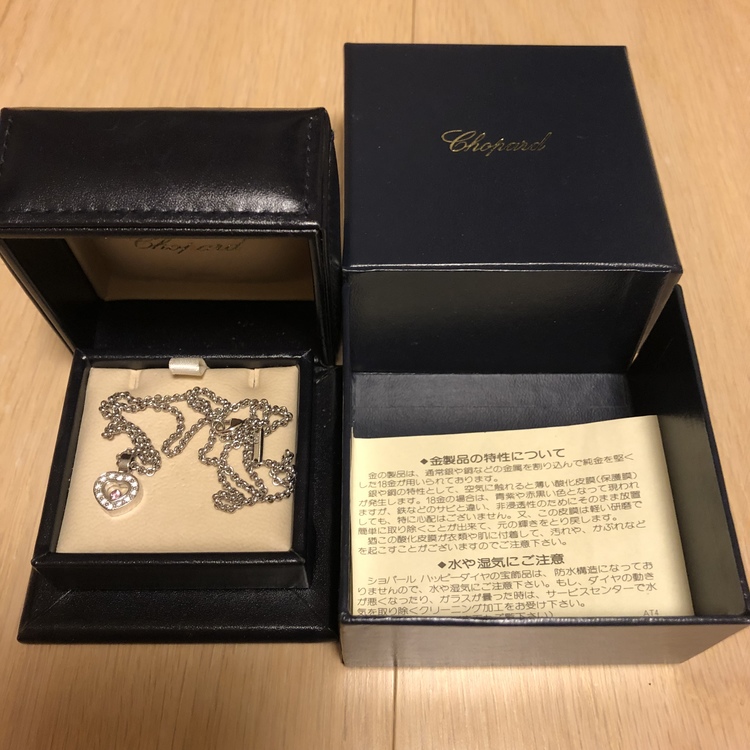 Chopard
Chopard
◆金製品の特性について
金の製品は、通常銀や銅などの金属を割り込んで純金を堅く
した18金が用いられております。
銀や銅の特性として、空気に触れると薄い酸化皮膜(保護膜)
が発生します。18金の場合は、青紫や赤黒い色となって現われ
ますが、鉄などのサビと違い、非浸透性のためにそのまま放置
しても、特に心配はございません。又、この皮膜は軽い研磨で
簡単に取り除くことが出来て、元の輝きをとり戻します。
猶この酸化皮膜が衣類や肌に付着して、汚れや、かぶれなど
を起こすことがございますのでご注意下さい。
◆水や湿気にご注意
ショパール ハッピーダイヤの宝飾品は、防水構造になってお
りませんので、水や湿気にご注意下さい。もし、ダイヤの動き
が悪くなったり、ガラスが曇った時は、サービスセンターで水
気を取り除くクリーニング加工をお受け下さい。
AT4